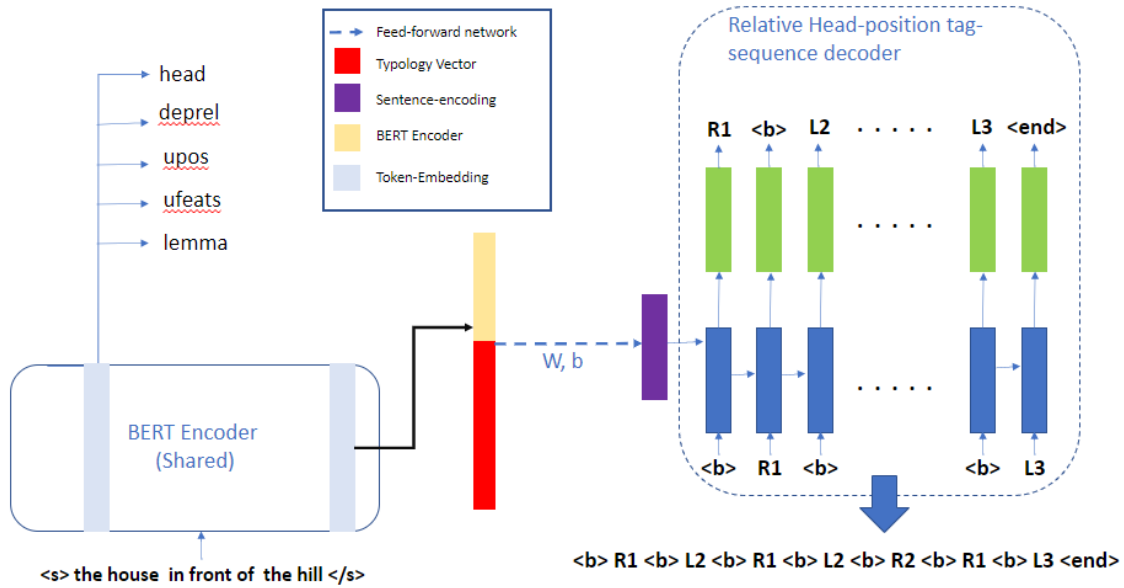 head
deprel
upos
ufeats
lemma
BERT Encoder
(Shared)
<s> the house in front of the hill </s>
Feed-forward network
Typology Vector
Sentence-encoding
BERT Encoder
Token-Embedding
W, b
Relative Head-position tag-
sequence decoder
R1 <b> L2 . . . . . L3 <end>
. . . . .
. . . . .
<b> R1 <b> <b> L3
<b> R1 <b> L2 <b> R1 <b> L2 <b> R2 <b> R1 <b> L3 <end>